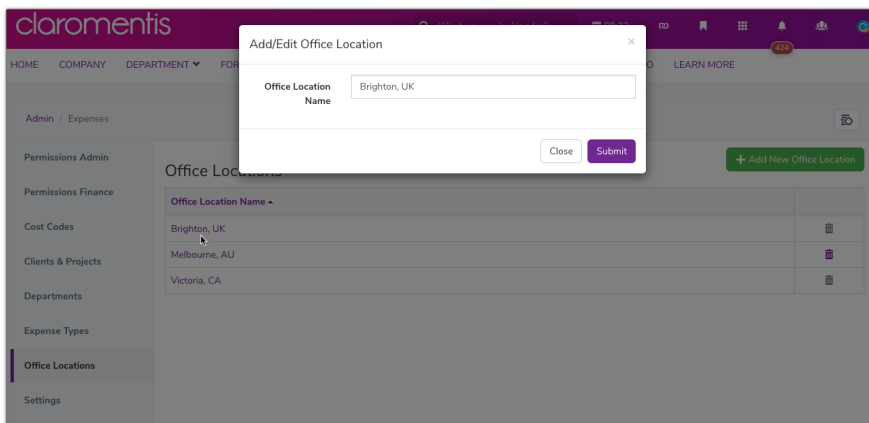 claromentis
Add/Edit Office Location
×
424
HOME COMPANY DEPARTMENT FOR
LEARN MORE
Office Location Name
Brighton, UK
Close Submit
Admin / Expenses
Permissions Admin
Permissions Finance
Cost Codes
Clients & Projects
Departments
Expense Types
Office Locations
Settings
Office Locations
+ Add New Office Location
Office Location Name
Brighton, UK
Melbourne, AU
Victoria, CA